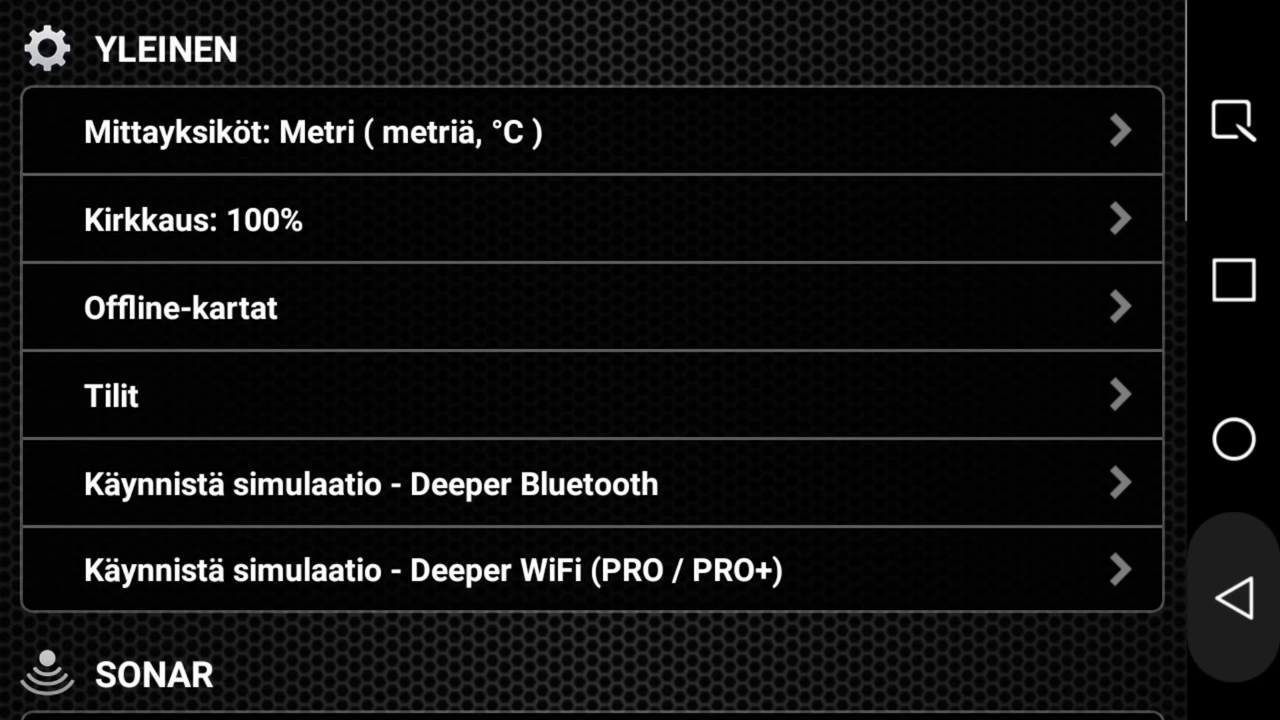 YLEINEN
Mittayksiköt: Metri ( metriä, °C )
Kirkkaus: 100%
Offline-kartat
Tilit
Käynnistä simulaatio - Deeper Bluetooth
Käynnistä simulaatio - Deeper WiFi (PRO / PRO+)
SONAR